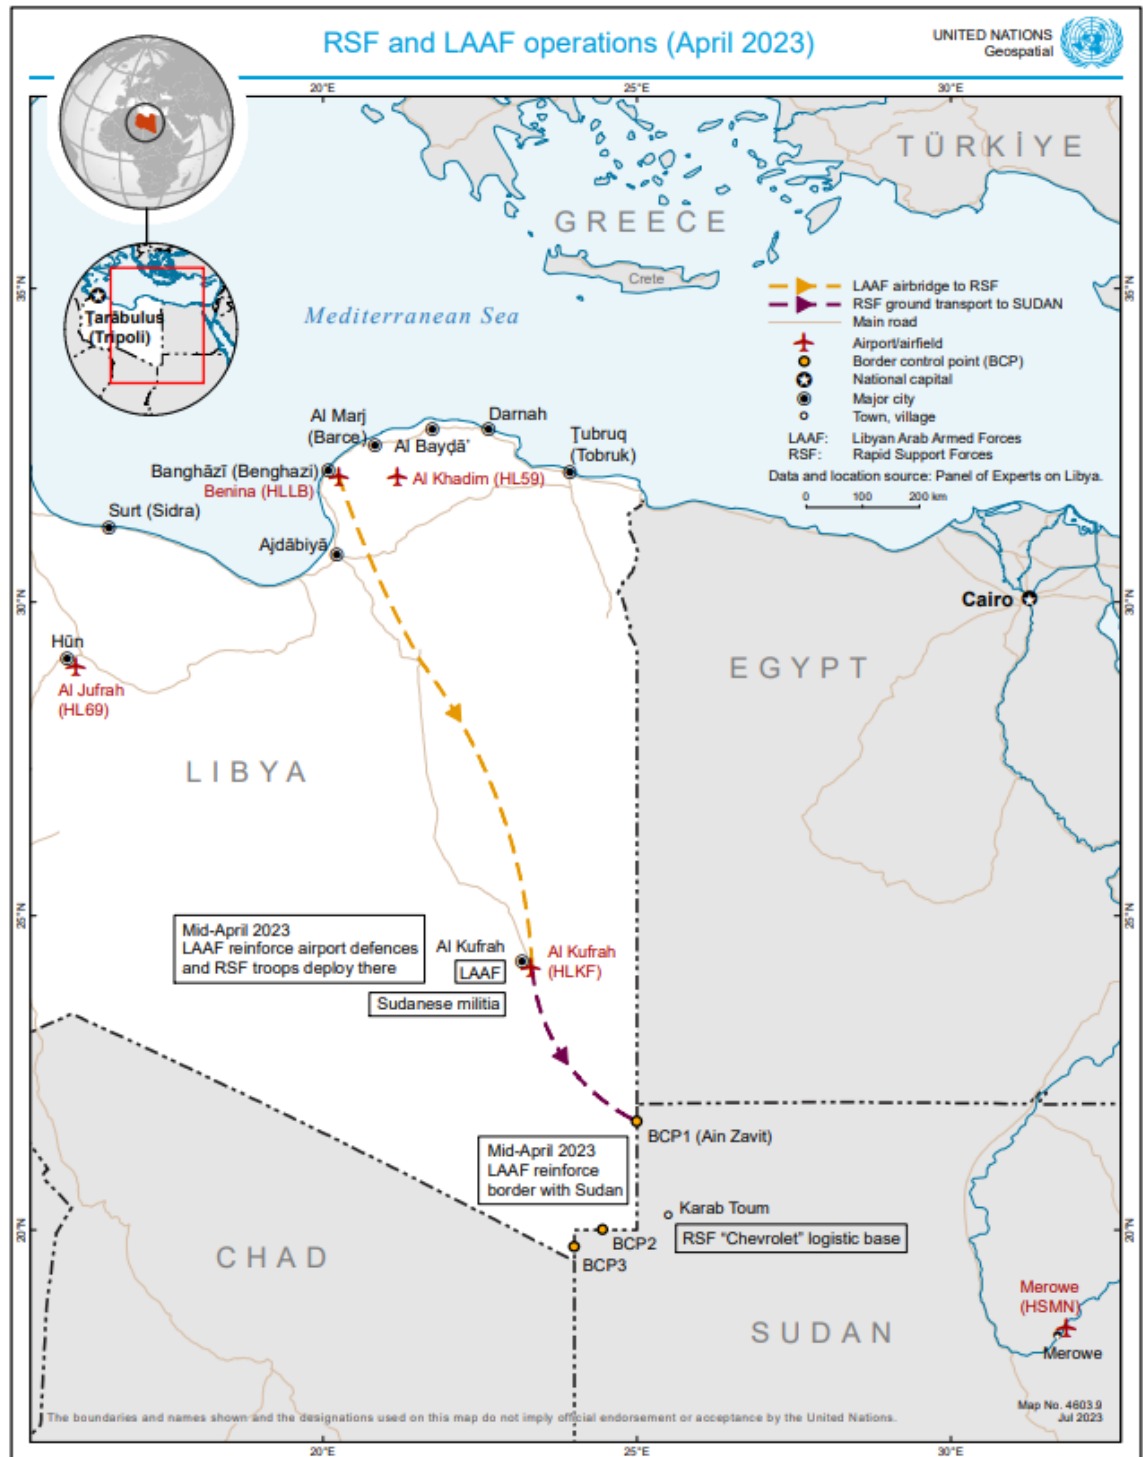 RSF and LAAF operations (April 2023)
UNITED NATIONS
Geospatial
20°E
25°E
30°E
TÜRKİYE
GREECE
Crete
35°N
35°N
Mediterranean Sea
Ţarābulus
(Tripoli)
LAAF airbridge to RSF
RSF ground transport to SUDAN
Main road
Airport/airfield
Border control point (BCP)
National capital
Major city
Town, village
LAAF: Libyan Arab Armed Forces
RSF: Rapid Support Forces
Data and location source: Panel of Experts on Libya.
0 100 200 km
Al Marj
(Barce)
Al Bayḑā'
Darnah
Ţubruq
(Tobruk)
Banghāzī (Benghazi)
Benina (HLLB)
Al Khadim (HL59)
Surt (Sidra)
Ajdābiyā
30°N
30°N
Cairo
Hūn
Al Jufrah
(HL69)
EGYPT
LIBYA
25°N
25°N
Mid-April 2023
LAAF reinforce airport defences
and RSF troops deploy there
Al Kufrah
LAAF
Al Kufrah
(HLKF)
Sudanese militia
BCP1 (Ain Zavit)
Mid-April 2023
LAAF reinforce
border with Sudan
Karab Toum
RSF “Chevrolet” logistic base
20°N
20°N
BCP2
BCP3
CHAD
SUDAN
Merowe
(HSMN)
Merowe
The boundaries and names shown and the designations used on this map do not imply official endorsement or acceptance by the United Nations.
Map No. 4603.9
Jul 2023
20°E
25°E
30°E